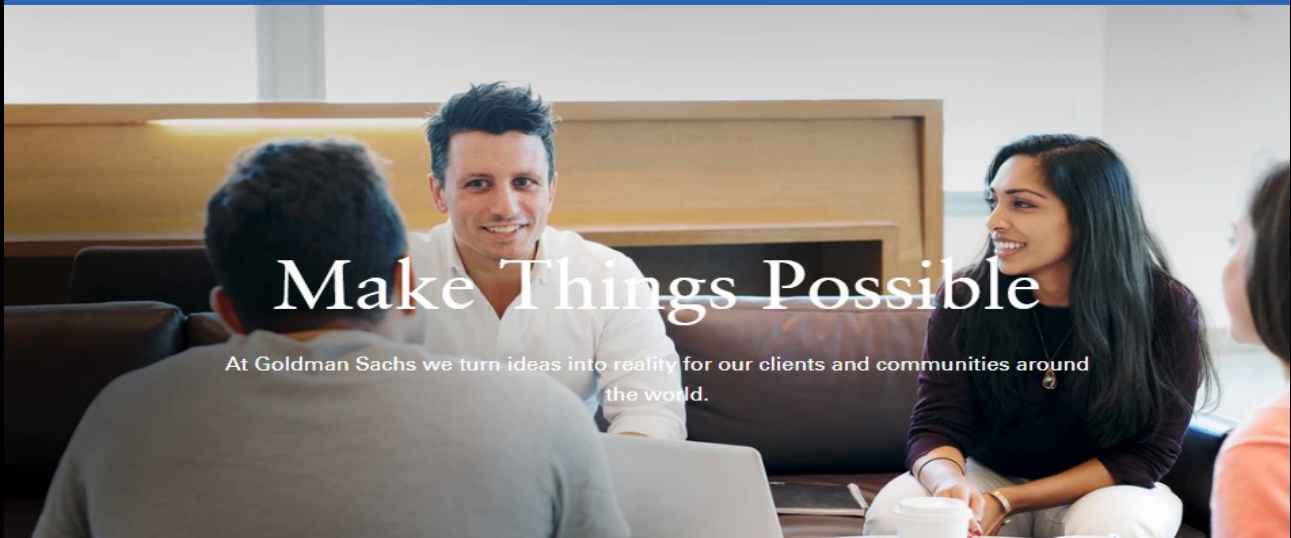 Make Things Possible
At Goldman Sachs we turn ideas into reality for our clients and communities around
the world.